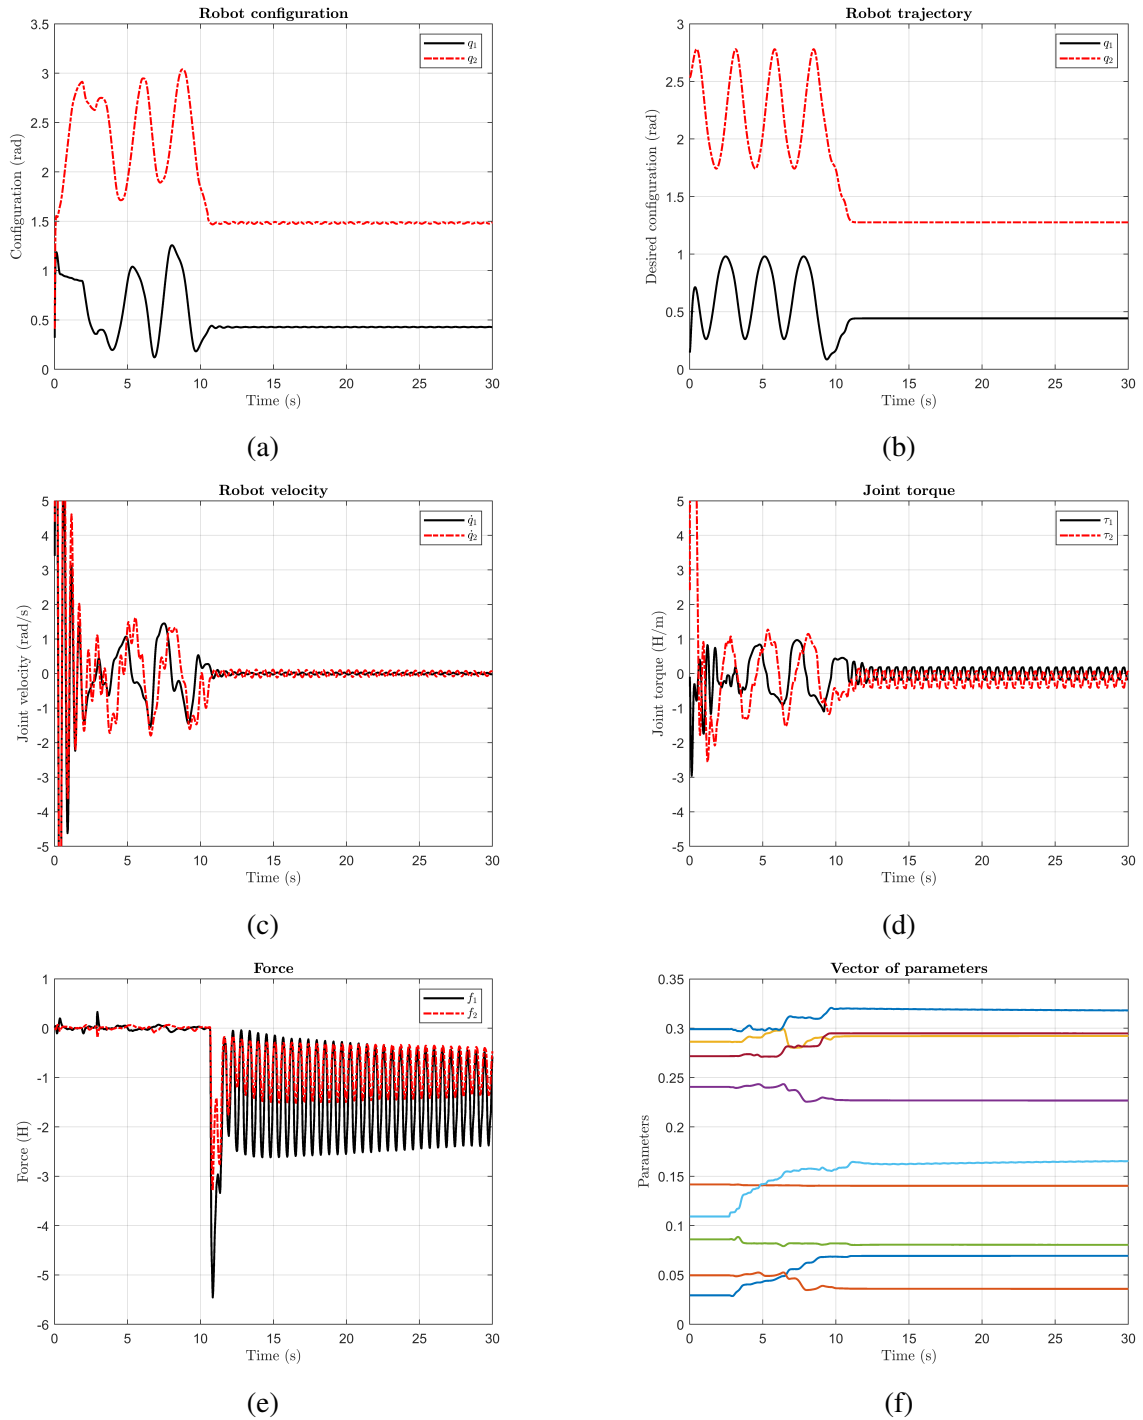 Robot configuration
Configuration (rad)
3.5
3
2.5
2
1.5
1
0.5
0
q₁
q₂
0 5 10 15 20 25 30
Time (s)
(a)
Robot trajectory
Desired configuration (rad)
3
2.5
2
1.5
1
0.5
0
q₁
q₂
0 5 10 15 20 25 30
Time (s)
(b)
Robot velocity
Joint velocity (rad/s)
5
4
3
2
1
0
-1
-2
-3
-4
-5
q̇₁
q̇₂
0 5 10 15 20 25 30
Time (s)
(c)
Joint torque
Joint torque (H/m)
5
4
3
2
1
0
-1
-2
-3
-4
-5
τ₁
τ₂
0 5 10 15 20 25 30
Time (s)
(d)
Force
Force (H)
1
0
-1
-2
-3
-4
-5
-6
f₁
f₂
0 5 10 15 20 25 30
Time (s)
(e)
Vector of parameters
Parameters
0.35
0.3
0.25
0.2
0.15
0.1
0.05
0
0 5 10 15 20 25 30
Time (s)
(f)